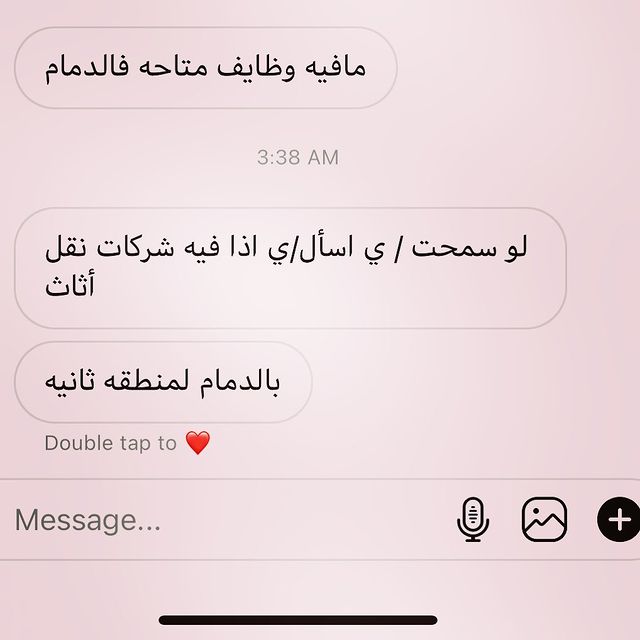 مافيه وظايف متاحه فالدمام
3:38 AM
لو سمحت / ي اسأل/ي اذا فيه شركات نقل
أثاث
بالدمام لمنطقه ثانيه
Double tap to ❤️
Message...